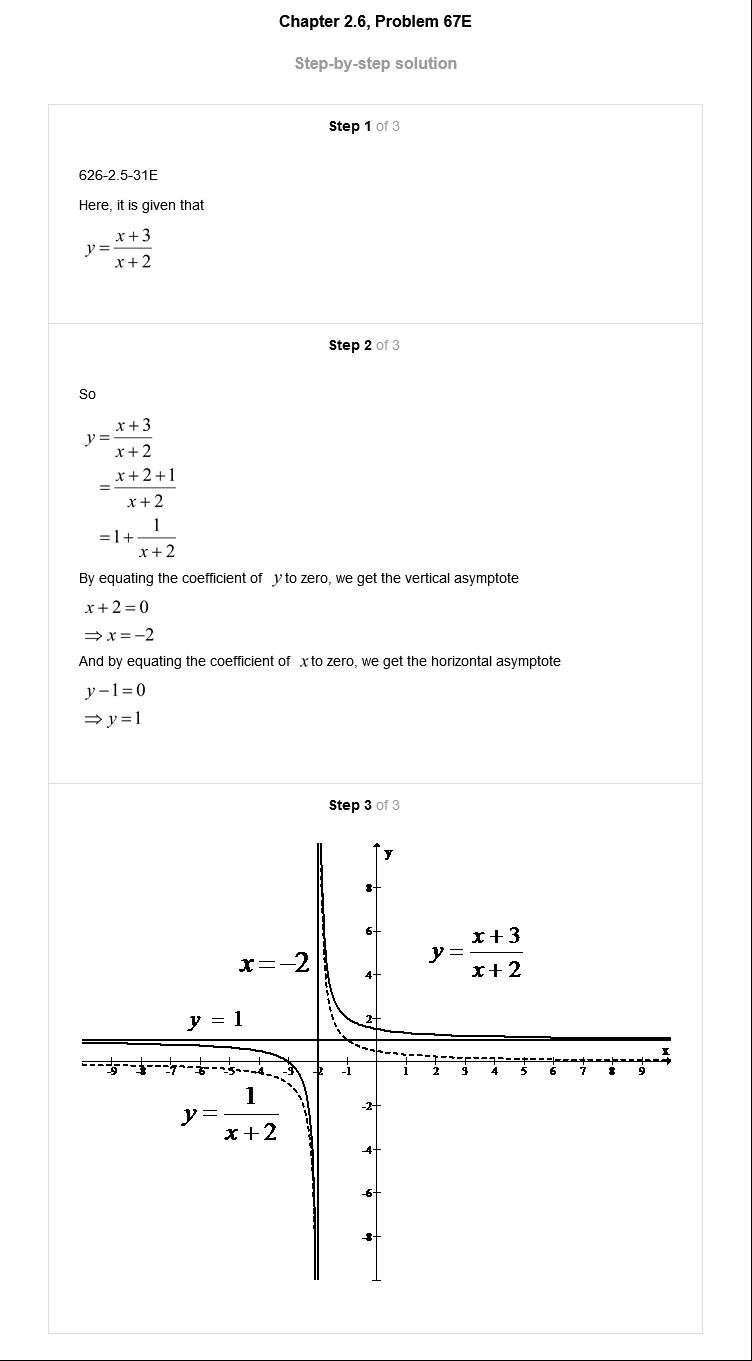 Chapter 2.6, Problem 67E
Step-by-step solution
Step 1 of 3
626-2.5-31E
Here, it is given that
y = \frac{x+3}{x+2}
Step 2 of 3
So
y = \frac{x+3}{x+2}
= \frac{x+2+1}{x+2}
= 1 + \frac{1}{x+2}
By equating the coefficient of y to zero, we get the vertical asymptote
x + 2 = 0
⇒ x = −2
And by equating the coefficient of x to zero, we get the horizontal asymptote
y − 1 = 0
⇒ y = 1
Step 3 of 3
y
8
6
x = −2
y = \frac{x+3}{x+2}
4
y = 1
2
x
-9 -8 -7 -6 -5 -4 -3 -2 -1 1 2 3 4 5 6 7 8 9
y = \frac{1}{x+2}
-2
-4
-6
-8